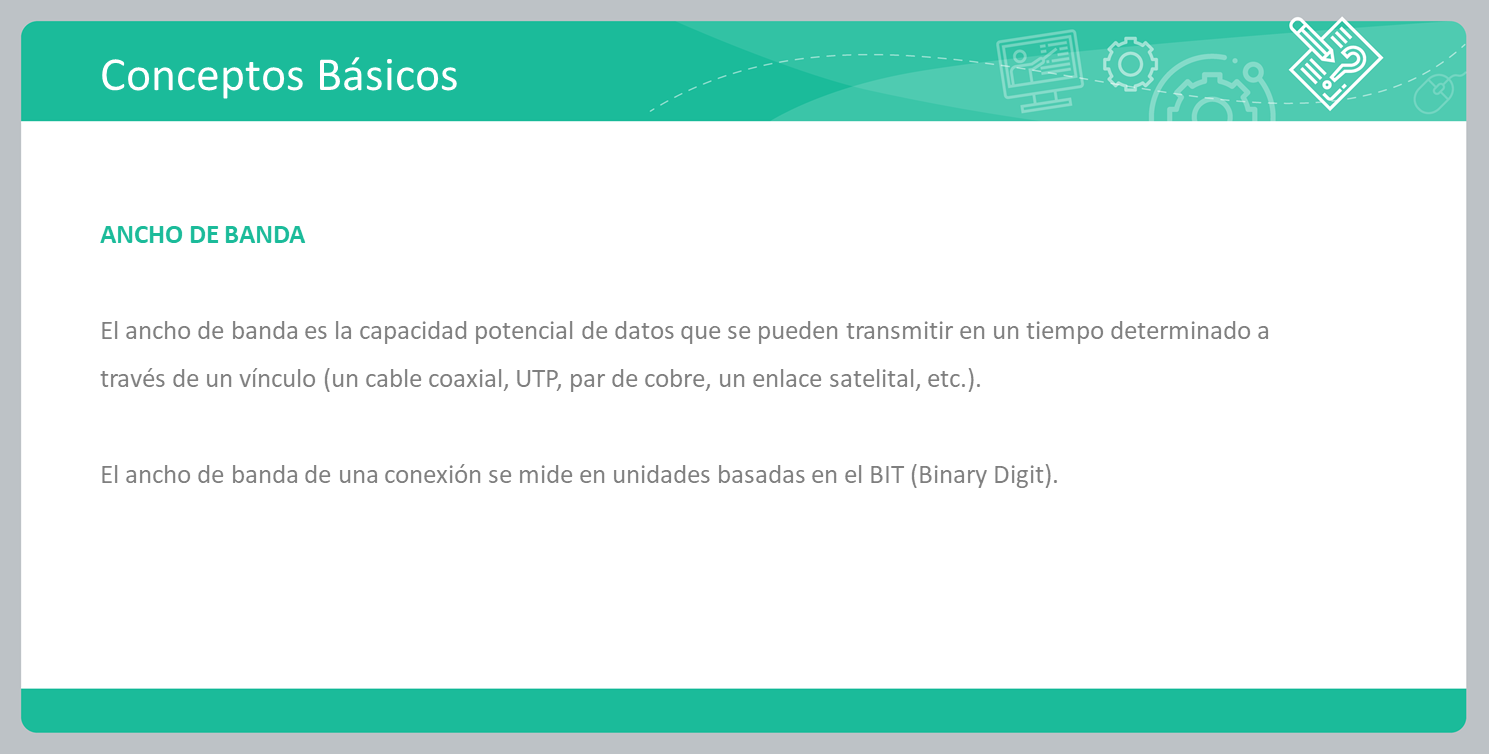 Conceptos Básicos
ANCHO DE BANDA
El ancho de banda es la capacidad potencial de datos que se pueden transmitir en un tiempo determinado a
través de un vínculo (un cable coaxial, UTP, par de cobre, un enlace satelital, etc.).
El ancho de banda de una conexión se mide en unidades basadas en el BIT (Binary Digit).